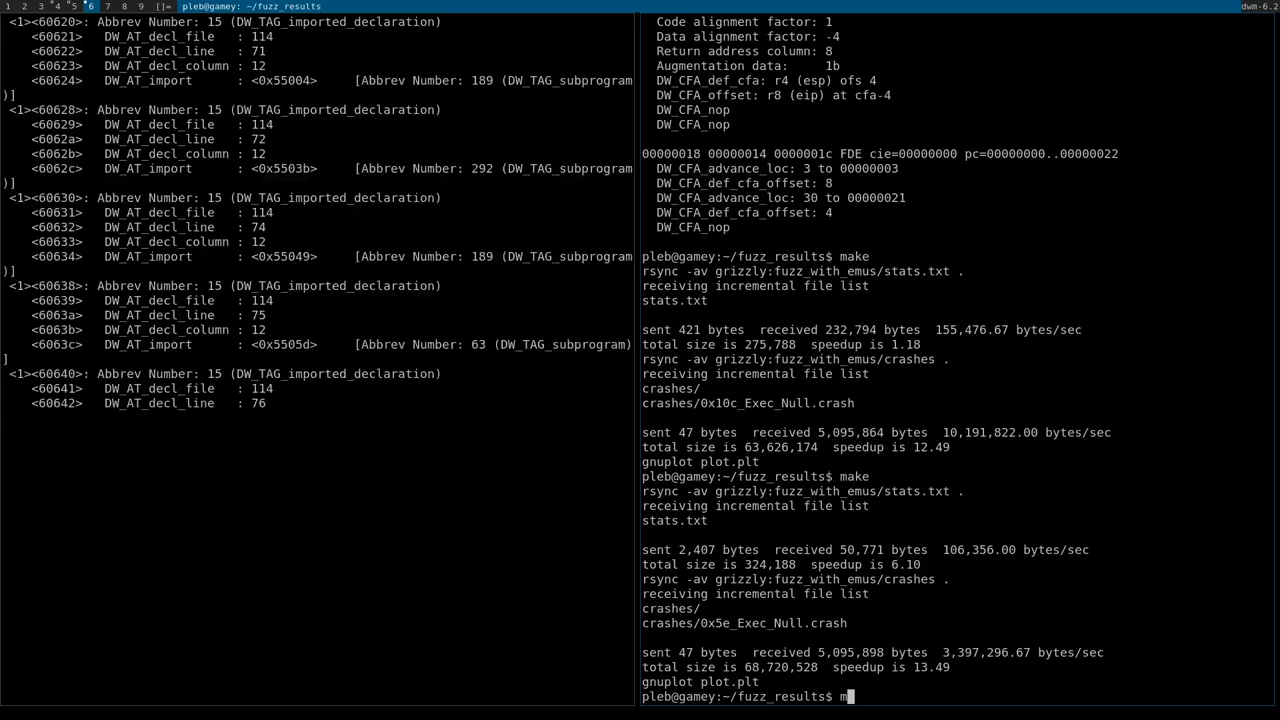 1 2 3 4 5 6 7 8 9 []= pleb@gamey: ~/fuzz_results dwm-6.2
<1><60620>: Abbrev Number: 15 (DW_TAG_imported_declaration)
<60621>   DW_AT_decl_file   : 114
<60622>   DW_AT_decl_line   : 71
<60623>   DW_AT_decl_column : 12
<60624>   DW_AT_import      : <0x55004>     [Abbrev Number: 189 (DW_TAG_subprogram
)]
<1><60628>: Abbrev Number: 15 (DW_TAG_imported_declaration)
<60629>   DW_AT_decl_file   : 114
<6062a>   DW_AT_decl_line   : 72
<6062b>   DW_AT_decl_column : 12
<6062c>   DW_AT_import      : <0x5503b>     [Abbrev Number: 292 (DW_TAG_subprogram
)]
<1><60630>: Abbrev Number: 15 (DW_TAG_imported_declaration)
<60631>   DW_AT_decl_file   : 114
<60632>   DW_AT_decl_line   : 74
<60633>   DW_AT_decl_column : 12
<60634>   DW_AT_import      : <0x55049>     [Abbrev Number: 189 (DW_TAG_subprogram
)]
<1><60638>: Abbrev Number: 15 (DW_TAG_imported_declaration)
<60639>   DW_AT_decl_file   : 114
<6063a>   DW_AT_decl_line   : 75
<6063b>   DW_AT_decl_column : 12
<6063c>   DW_AT_import      : <0x5505d>     [Abbrev Number: 63 (DW_TAG_subprogram)
]
<1><60640>: Abbrev Number: 15 (DW_TAG_imported_declaration)
<60641>   DW_AT_decl_file   : 114
<60642>   DW_AT_decl_line   : 76
Code alignment factor: 1
Data alignment factor: -4
Return address column: 8
Augmentation data:     1b
DW_CFA_def_cfa: r4 (esp) ofs 4
DW_CFA_offset: r8 (eip) at cfa-4
DW_CFA_nop
DW_CFA_nop
00000018 00000014 0000001c FDE cie=00000000 pc=00000000..00000022
DW_CFA_advance_loc: 3 to 00000003
DW_CFA_def_cfa_offset: 8
DW_CFA_advance_loc: 30 to 00000021
DW_CFA_def_cfa_offset: 4
DW_CFA_nop
pleb@gamey:~/fuzz_results$ make
rsync -av grizzly:fuzz_with_emus/stats.txt .
receiving incremental file list
stats.txt
sent 421 bytes  received 232,794 bytes  155,476.67 bytes/sec
total size is 275,788  speedup is 1.18
rsync -av grizzly:fuzz_with_emus/crashes .
receiving incremental file list
crashes/
crashes/0x10c_Exec_Null.crash
sent 47 bytes  received 5,095,864 bytes  10,191,822.00 bytes/sec
total size is 63,626,174  speedup is 12.49
gnuplot plot.plt
pleb@gamey:~/fuzz_results$ make
rsync -av grizzly:fuzz_with_emus/stats.txt .
receiving incremental file list
stats.txt
sent 2,407 bytes  received 50,771 bytes  106,356.00 bytes/sec
total size is 324,188  speedup is 6.10
rsync -av grizzly:fuzz_with_emus/crashes .
receiving incremental file list
crashes/
crashes/0x5e_Exec_Null.crash
sent 47 bytes  received 5,095,898 bytes  3,397,296.67 bytes/sec
total size is 68,720,528  speedup is 13.49
gnuplot plot.plt
pleb@gamey:~/fuzz_results$ m